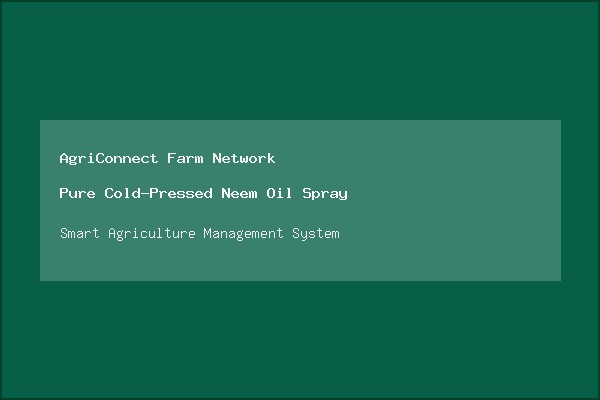 AgriConnect Farm Network
Pure Cold-Pressed Neem Oil Spray
Smart Agriculture Management System